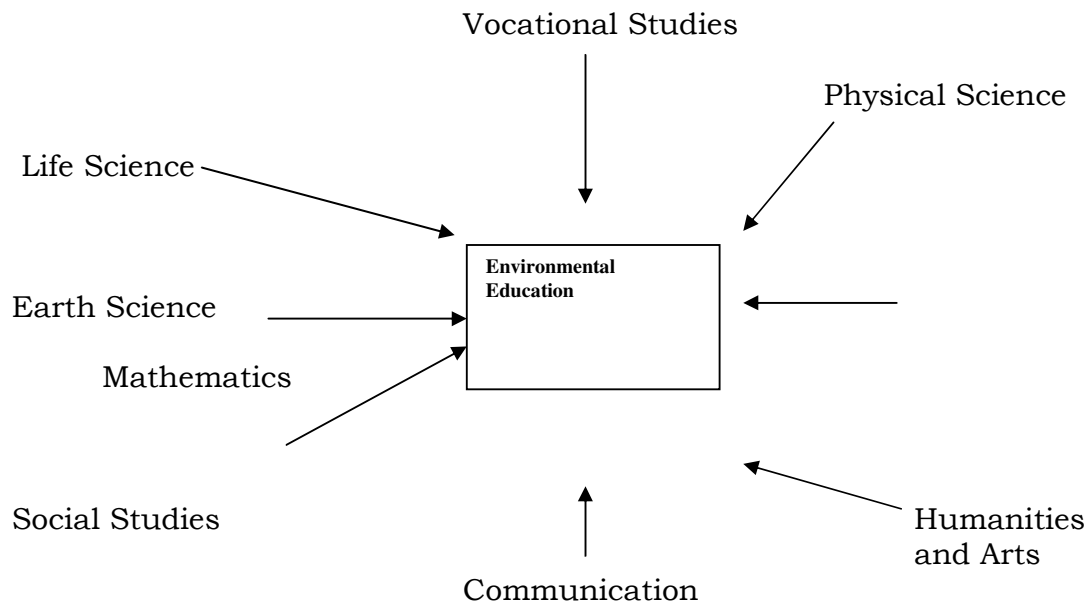 Vocational Studies
Physical Science
Life Science
Environmental
Education
Earth Science
Mathematics
Social Studies
Humanities
and Arts
Communication